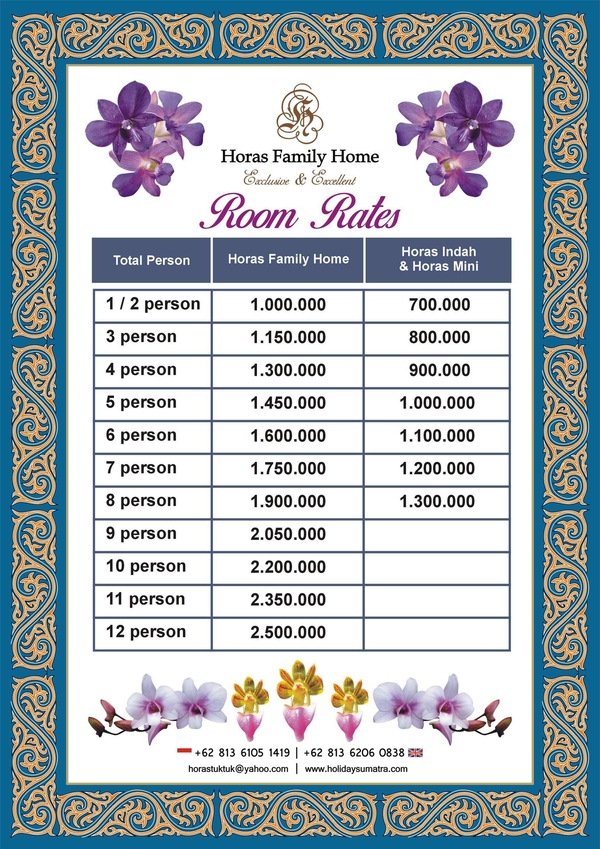 Horas Family Home
Exclusive & Excellent
Room Rates
Total Person Horas Family Home Horas Indah & Horas Mini
1 / 2 person 1.000.000 700.000
3 person 1.150.000 800.000
4 person 1.300.000 900.000
5 person 1.450.000 1.000.000
6 person 1.600.000 1.100.000
7 person 1.750.000 1.200.000
8 person 1.900.000 1.300.000
9 person 2.050.000
10 person 2.200.000
11 person 2.350.000
12 person 2.500.000
+62 813 6105 1419 | +62 813 6206 0838
horastuktuk@yahoo.com | www.holidaysumatra.com